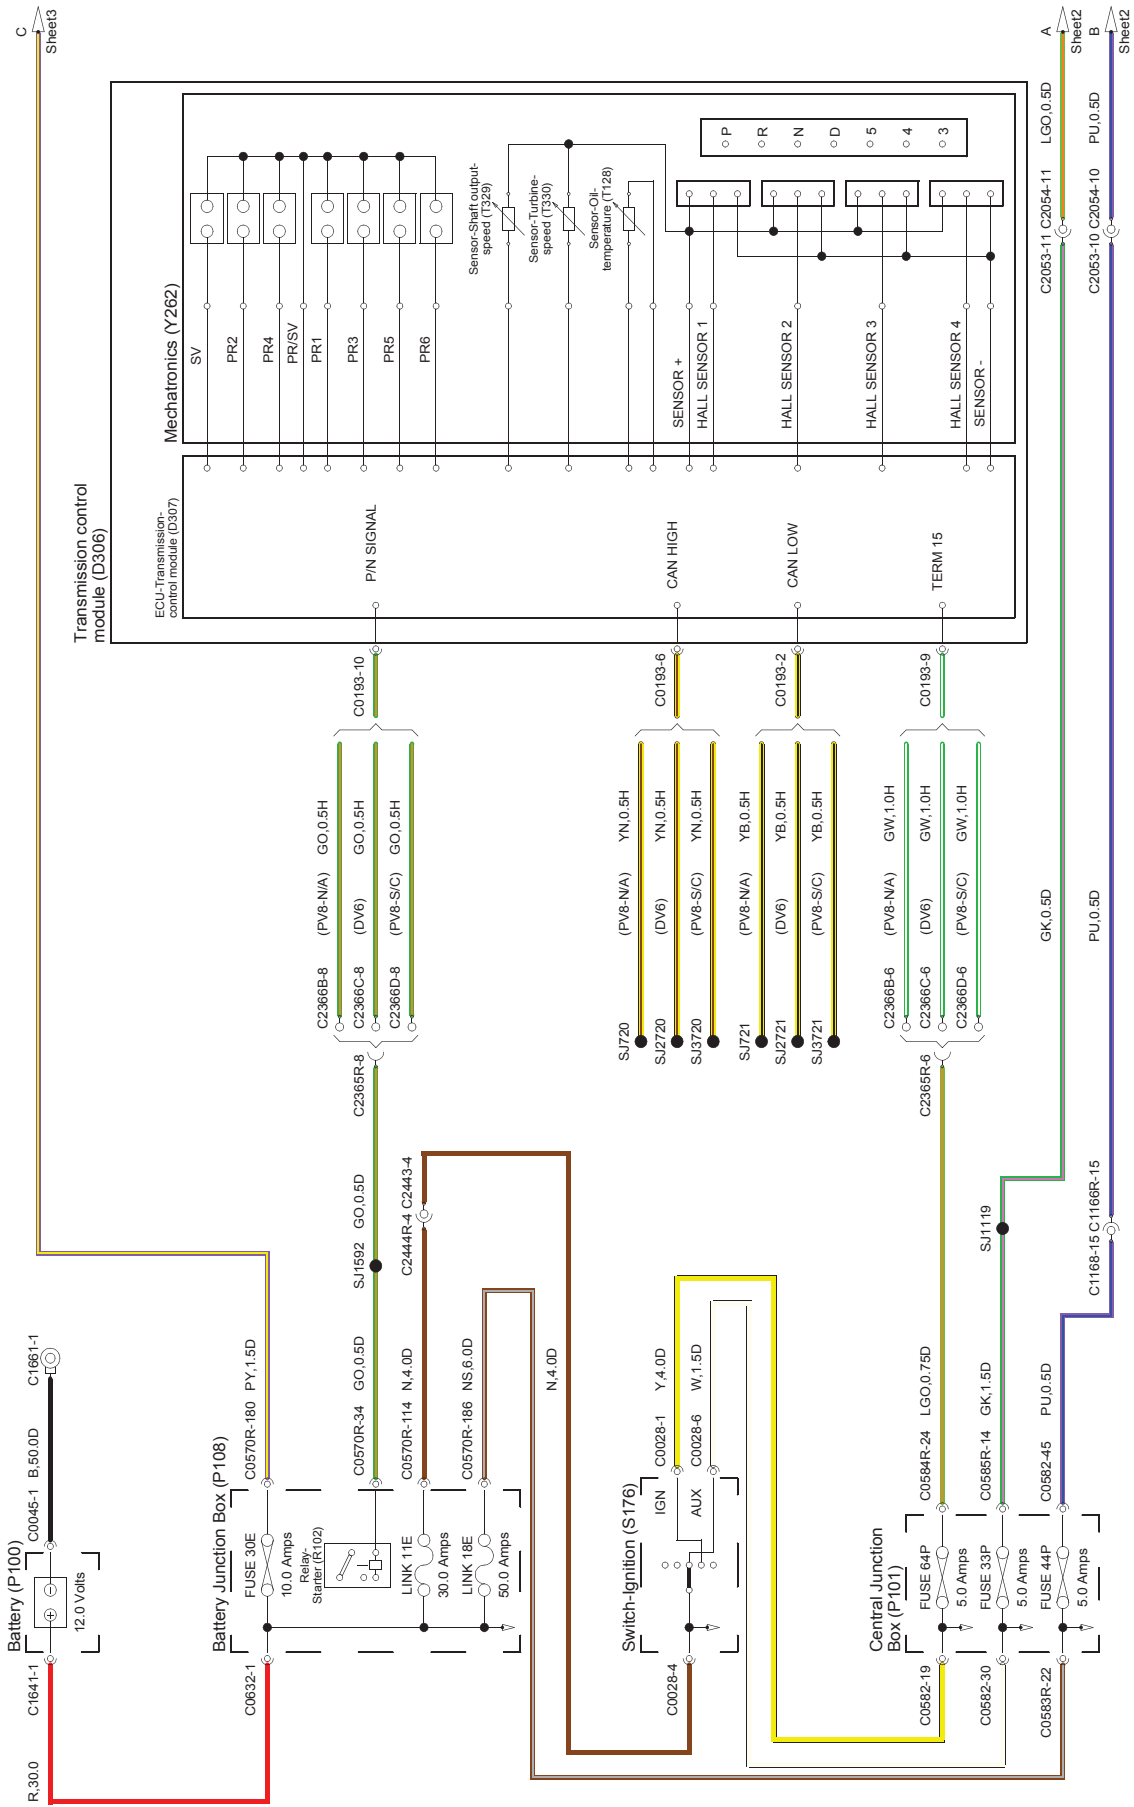 C
Sheet3
A
Sheet2
B
Sheet2
Transmission control
module (D306)
ECU-Transmission-
control module (D307)
Mechatronics (Y262)
SV
PR2
PR4
PR/SV
PR1
PR3
PR5
PR6
Sensor-Shaft output-
speed (T329)
Sensor-Turbine-
speed (T330)
Sensor-Oil-
temperature (T128)
SENSOR +
HALL SENSOR 1
HALL SENSOR 2
HALL SENSOR 3
HALL SENSOR 4
SENSOR -
P
R
N
D
5
4
3
P/N SIGNAL
CAN HIGH
CAN LOW
TERM 15
C0193-10
C0193-6
C0193-2
C0193-9
LGO,0.5D
C2054-11
C2053-11
PU,0.5D
C2054-10
C2053-10
GK,0.5D
PU,0.5D
C2366B-8
(PV8-N/A)
GO,0.5H
C2366C-8
(DV6)
GO,0.5H
C2366D-8
(PV8-S/C)
GO,0.5H
SJ720
(PV8-N/A)
YN,0.5H
SJ2720
(DV6)
YN,0.5H
SJ3720
(PV8-S/C)
YN,0.5H
SJ721
(PV8-N/A)
YB,0.5H
SJ2721
(DV6)
YB,0.5H
SJ3721
(PV8-S/C)
YB,0.5H
C2366B-6
(PV8-N/A)
GW,1.0H
C2366C-6
(DV6)
GW,1.0H
C2366D-6
(PV8-S/C)
GW,1.0H
C2365R-8
C2365R-6
SJ1592
GO,0.5D
C2444R-4
C2443-4
SJ1119
C1168-15
C1166R-15
Battery (P100)
12.0 Volts
C1641-1
R,30.0
C0045-1
B,50.0D
C1661-1
Battery Junction Box (P108)
C0632-1
FUSE 30E
10.0 Amps
Relay-
Starter (R102)
LINK 11E
30.0 Amps
LINK 18E
50.0 Amps
C0570R-180
PY,1.5D
C0570R-34
GO,0.5D
C0570R-114
N,4.0D
C0570R-186
NS,6.0D
N,4.0D
Switch-Ignition (S176)
C0028-4
IGN
AUX
C0028-1
Y,4.0D
C0028-6
W,1.5D
Central Junction
Box (P101)
C0582-19
FUSE 64P
5.0 Amps
C0584R-24
LGO,0.75D
C0582-30
FUSE 33P
5.0 Amps
C0585R-14
GK,1.5D
C0583R-22
FUSE 44P
5.0 Amps
C0582-45
PU,0.5D